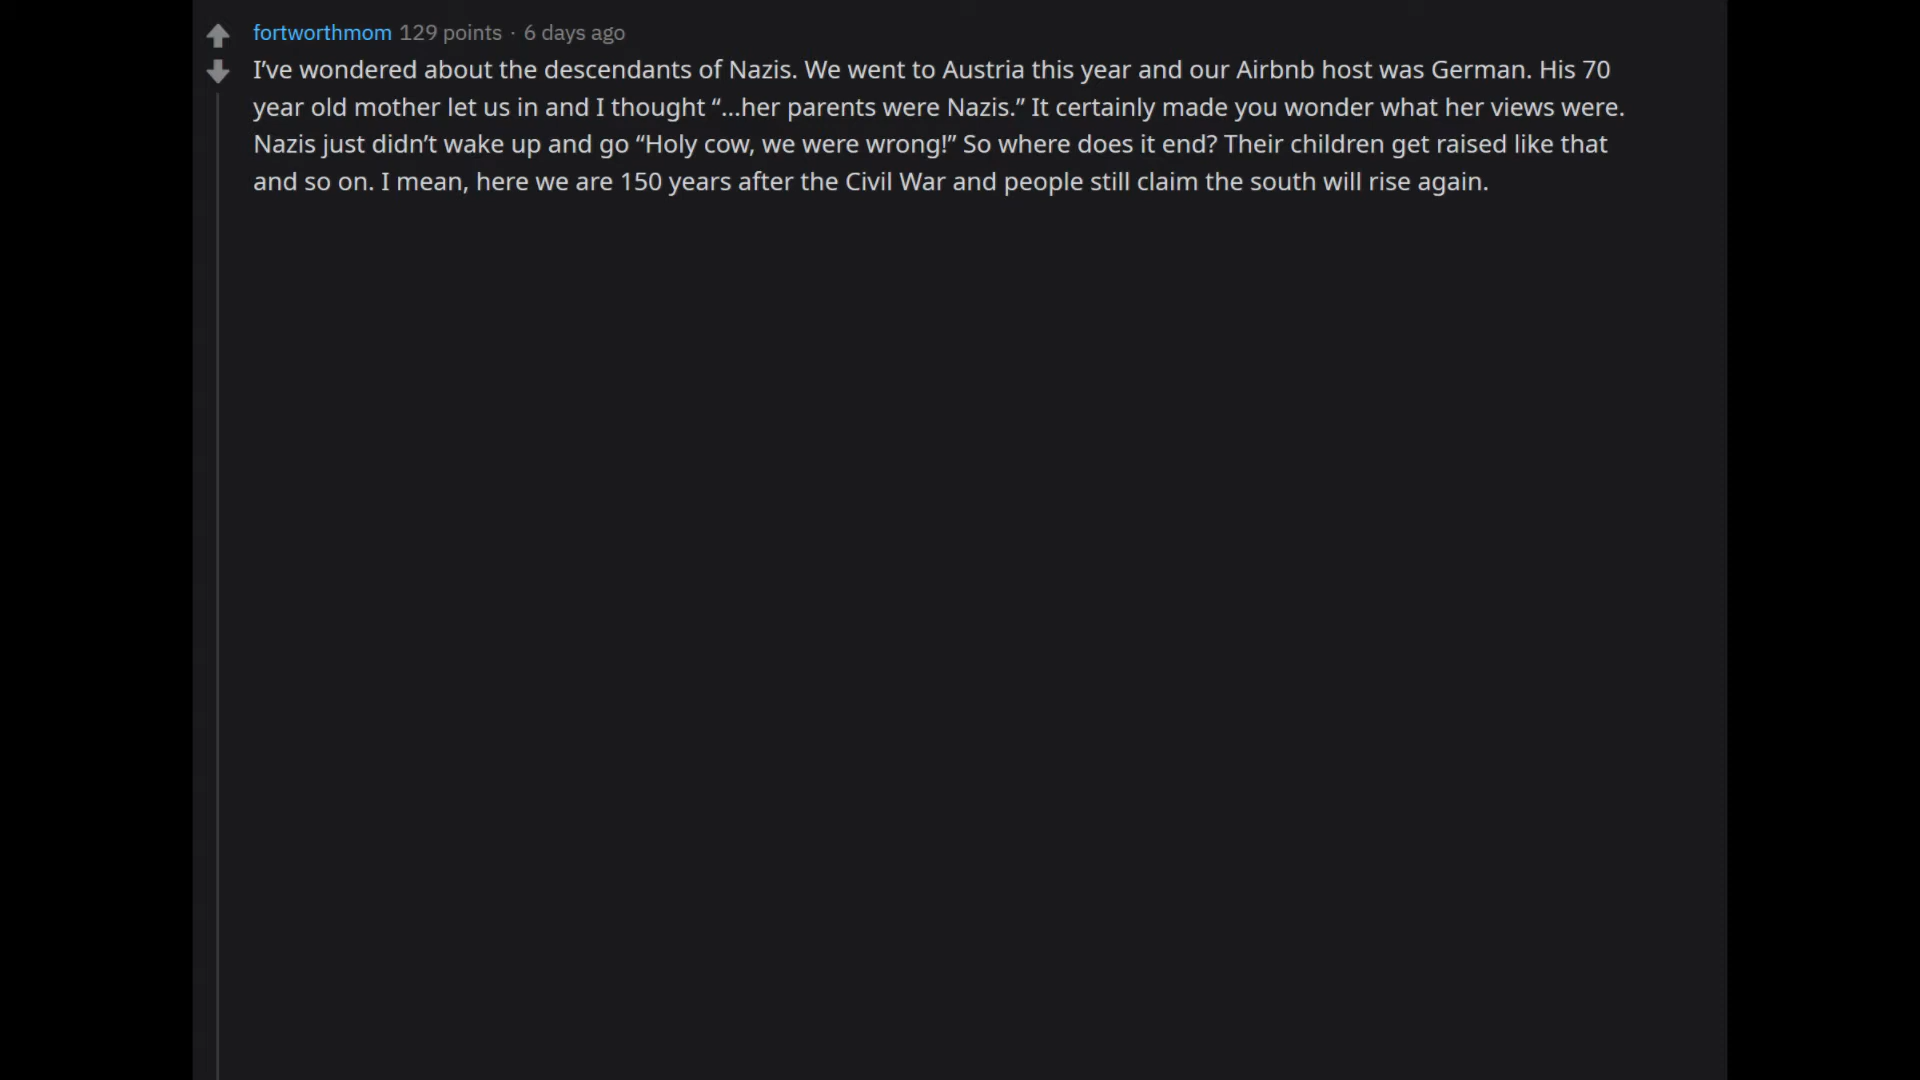 fortworthmom 129 points · 6 days ago
I’ve wondered about the descendants of Nazis. We went to Austria this year and our Airbnb host was German. His 70
year old mother let us in and I thought “...her parents were Nazis.” It certainly made you wonder what her views were.
Nazis just didn’t wake up and go “Holy cow, we were wrong!” So where does it end? Their children get raised like that
and so on. I mean, here we are 150 years after the Civil War and people still claim the south will rise again.